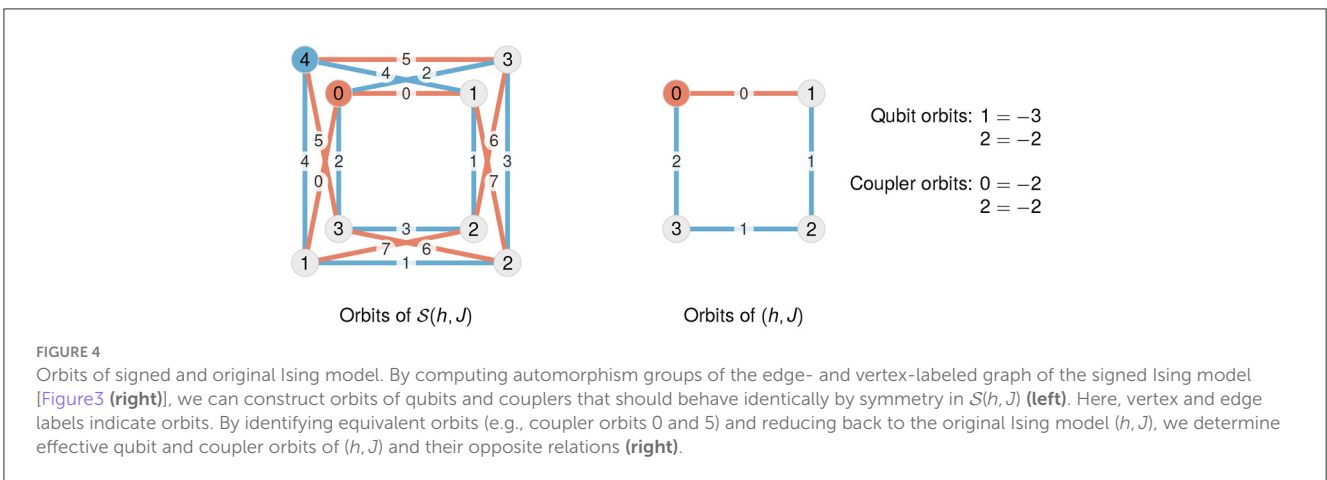 4 5 3
4 2
0 0 1
5 6
4 2 1 3
0 7
3 3 2
7 6
1 1 2
Orbits of S(h, J)
0 0 1
2 1
3 1 2
Orbits of (h, J)
Qubit orbits: 1 = −3
2 = −2
Coupler orbits: 0 = −2
2 = −2
FIGURE 4
Orbits of signed and original Ising model. By computing automorphism groups of the edge- and vertex-labeled graph of the signed Ising model
[Figure3 (right)], we can construct orbits of qubits and couplers that should behave identically by symmetry in S(h, J) (left). Here, vertex and edge
labels indicate orbits. By identifying equivalent orbits (e.g., coupler orbits 0 and 5) and reducing back to the original Ising model (h, J), we determine
effective qubit and coupler orbits of (h, J) and their opposite relations (right).